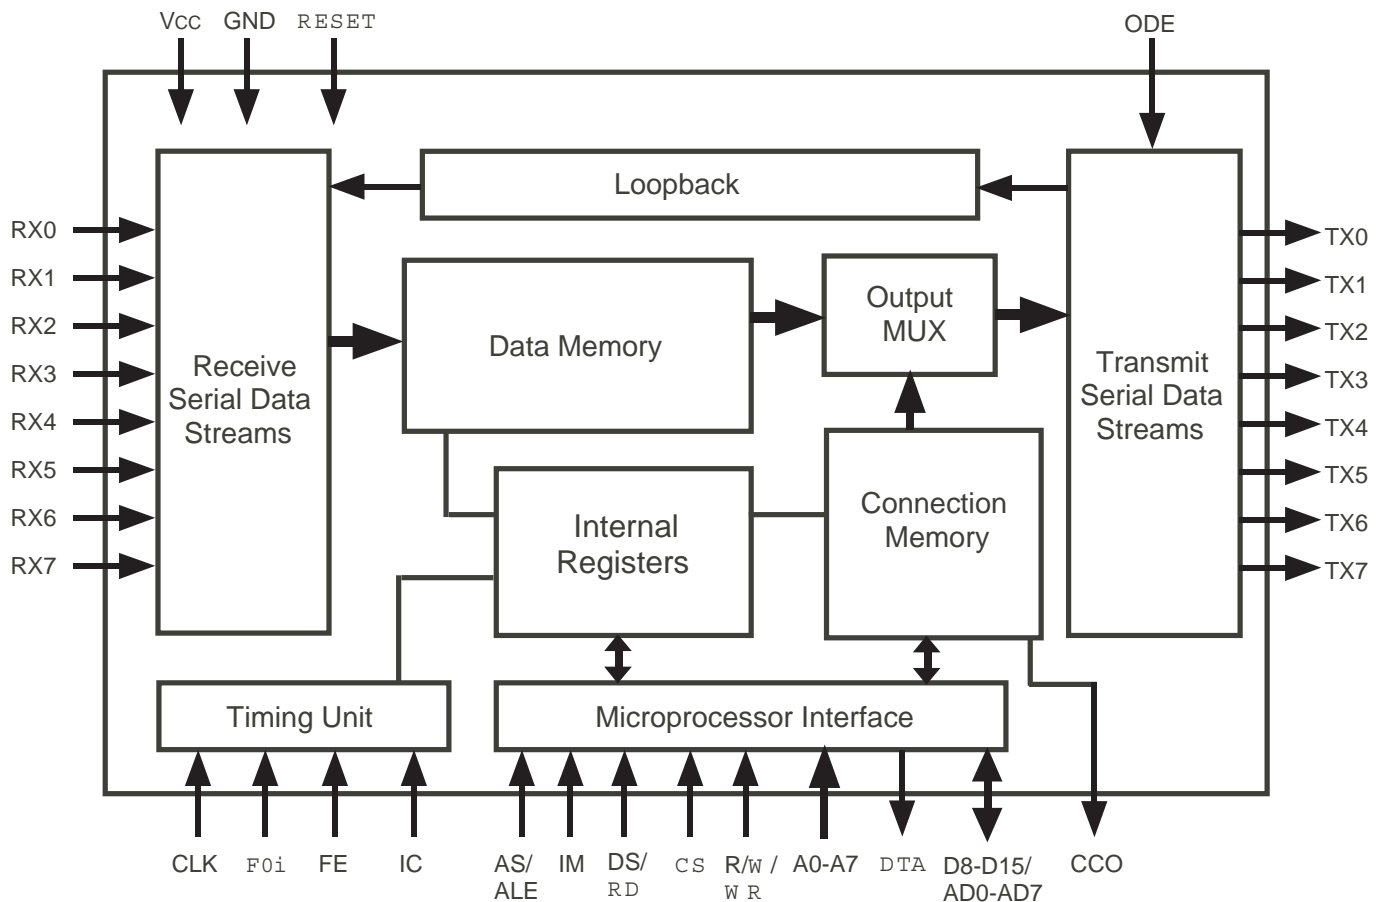 Vcc GND RESET ODE
Loopback
RX0
RX1
RX2
RX3
RX4
RX5
RX6
RX7
Receive
Serial Data
Streams
Data Memory
Output
MUX
Internal
Registers
Connection
Memory
Transmit
Serial Data
Streams
TX0
TX1
TX2
TX3
TX4
TX5
TX6
TX7
Timing Unit
Microprocessor Interface
CLK
F0i
FE
IC
AS/
ALE
IM
DS/
RD
CS
R/W /
W R
A0-A7
DTA
D8-D15/
AD0-AD7
CCO